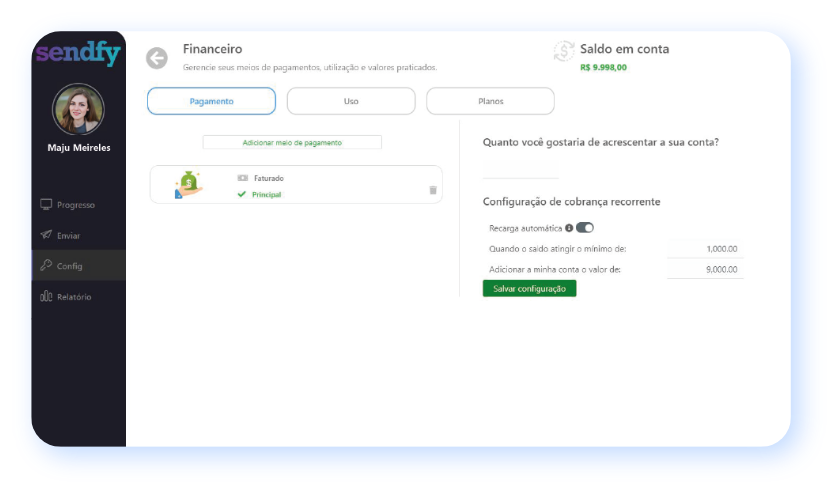 sendfy
Maju Meireles
Progresso
Enviar
Config
Relatório
Financeiro
Gerencie seus meios de pagamentos, utilização e valores praticados.
Saldo em conta
R$ 9.998,00
Pagamento
Uso
Planos
Adicionar meio de pagamento
Faturado
Principal
Quanto você gostaria de acrescentar a sua conta?
Configuração de cobrança recorrente
Recarga automática
Quando o saldo atingir o mínimo de: 1,000.00
Adicionar a minha conta o valor de: 9,000.00
Salvar configuração